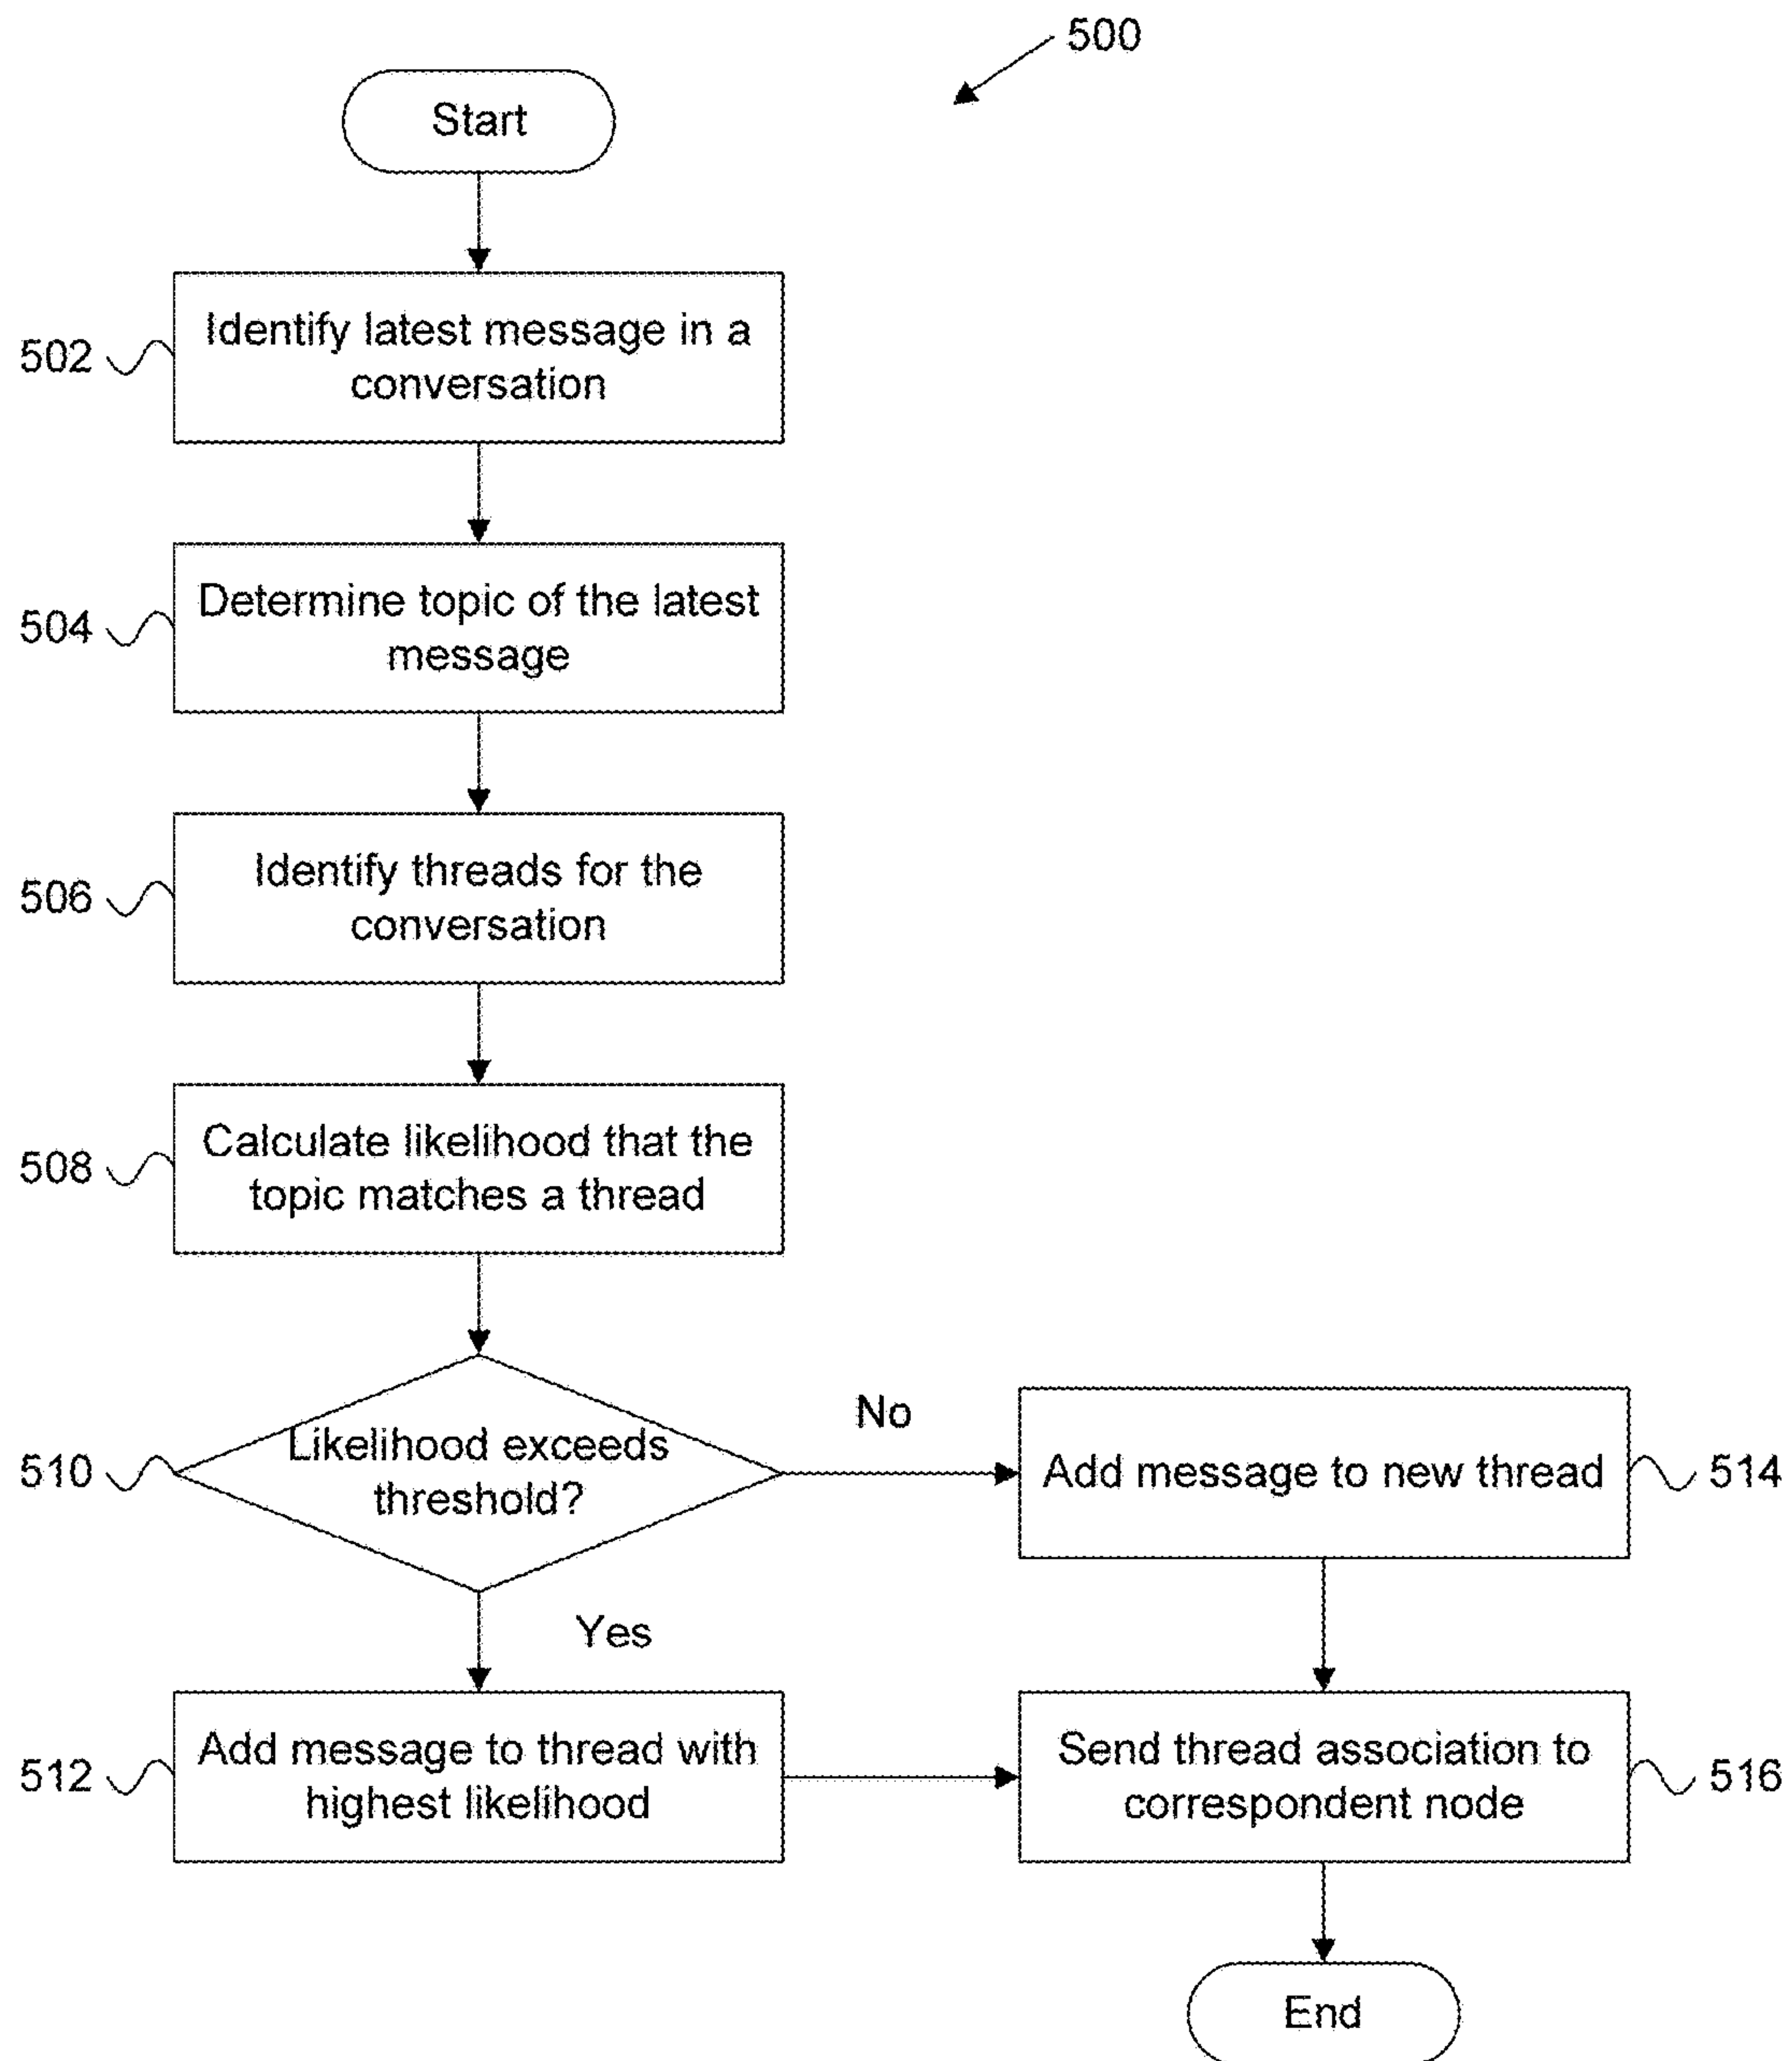 500
Start
502
Identify latest message in a
conversation
504
Determine topic of the latest
message
506
Identify threads for the
conversation
508
Calculate likelihood that the
topic matches a thread
510
Likelihood exceeds
threshold?
No
Add message to new thread
514
Yes
512
Add message to thread with
highest likelihood
Send thread association to
correspondent node
516
End